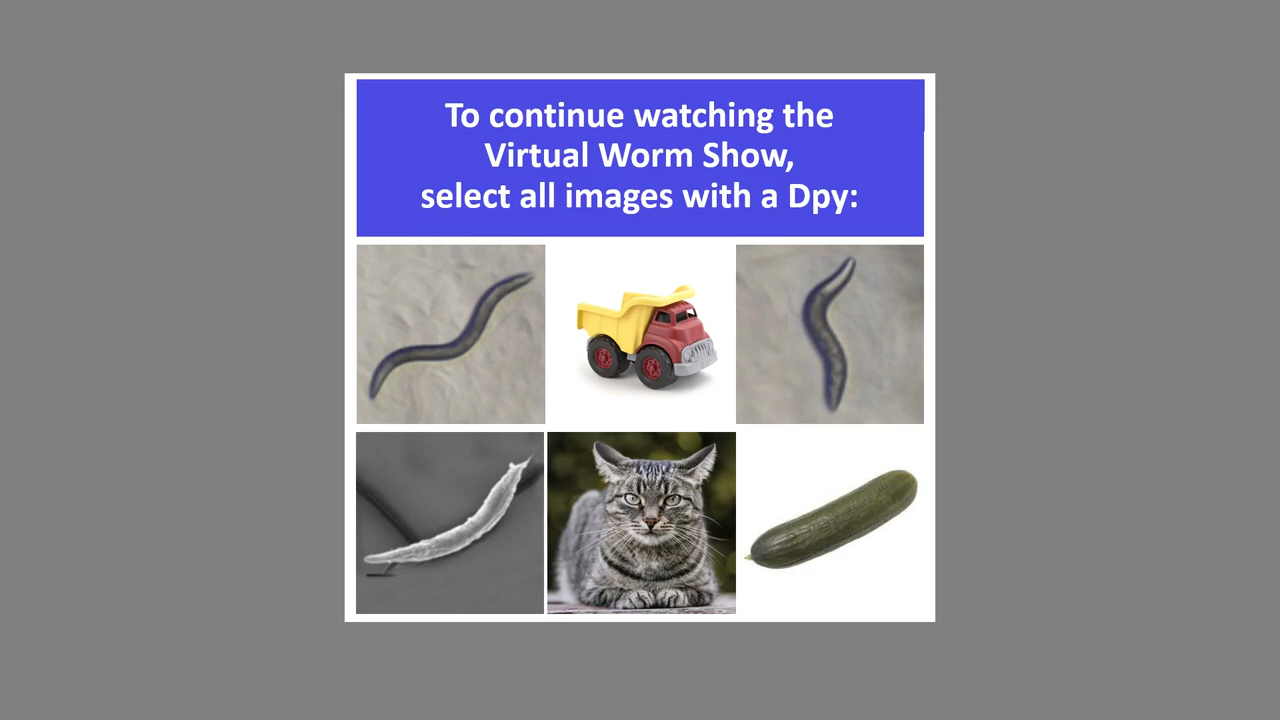 To continue watching the
Virtual Worm Show,
select all images with a Dpy: